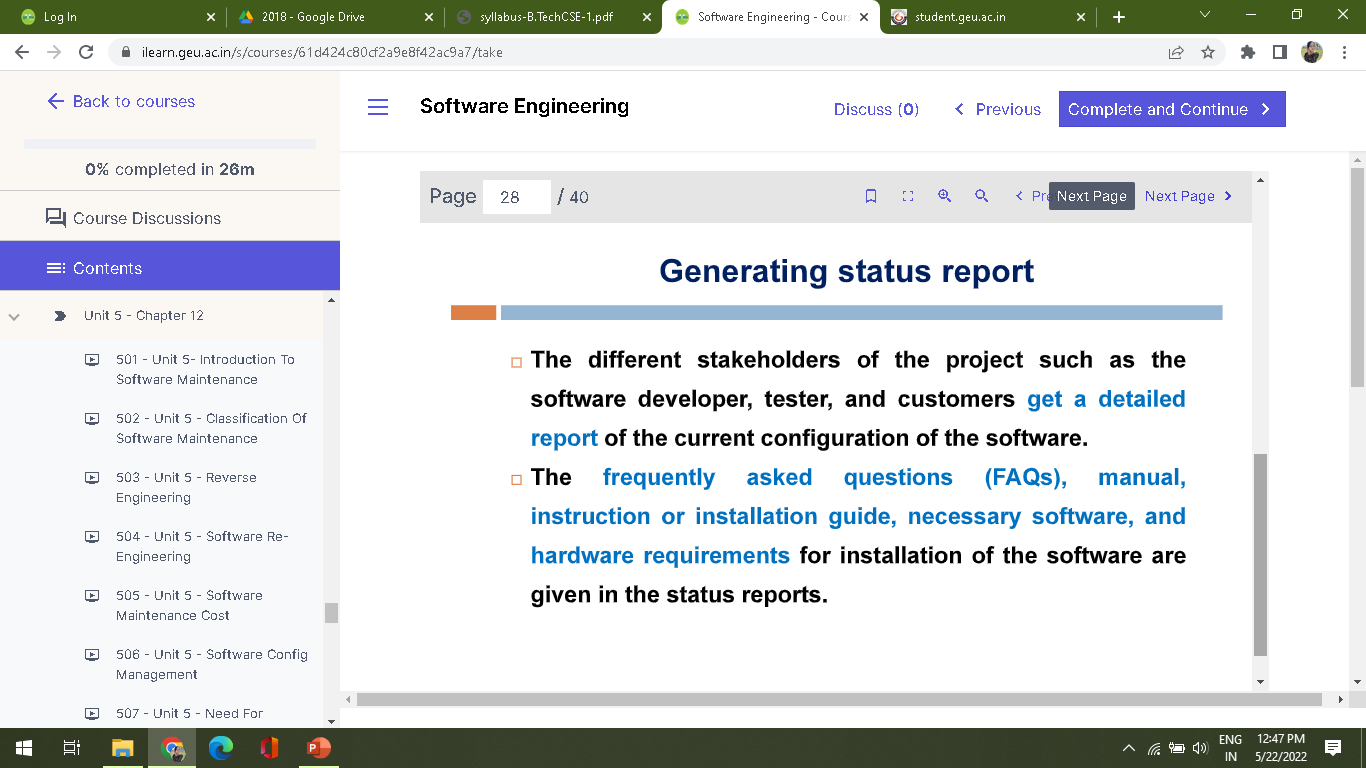 Log In
2018 - Google Drive
syllabus-B.TechCSE-1.pdf
Software Engineering - Cours
student.geu.ac.in
ilearn.geu.ac.in/s/courses/61d424c80cf2a9e8f42ac9a7/take
Back to courses
0% completed in 26m
Course Discussions
Contents
Unit 5 - Chapter 12
501 - Unit 5- Introduction To
Software Maintenance
502 - Unit 5 - Classification Of
Software Maintenance
503 - Unit 5 - Reverse
Engineering
504 - Unit 5 - Software Re-
Engineering
505 - Unit 5 - Software
Maintenance Cost
506 - Unit 5 - Software Config
Management
507 - Unit 5 - Need For
Software Engineering
Discuss (0)
Previous
Complete and Continue
Page 28 / 40
Pre
Next Page
Next Page
Generating status report
The different stakeholders of the project such as the
software developer, tester, and customers get a detailed
report of the current configuration of the software.
The frequently asked questions (FAQs), manual,
instruction or installation guide, necessary software, and
hardware requirements for installation of the software are
given in the status reports.
ENG
IN
12:47 PM
5/22/2022